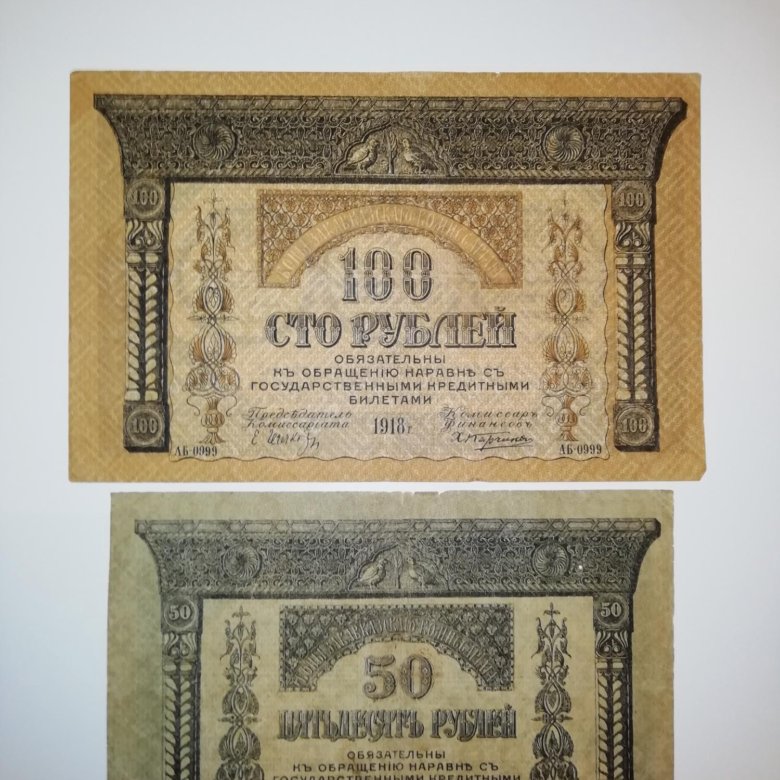 100 100
100
СТО РУБЛЕЙ
ОБЯЗАТЕЛЬНЫ
КЪ ОБРАЩЕНІЮ НАРАВНѢ СЪ
ГОСУДАРСТВЕННЫМИ КРЕДИТНЫМИ
БИЛЕТАМИ
Предсѣдатель Комиссаръ
Комиссаріата 1918 г. Финансовъ
100 100
АБ-0999 АБ-0999
50 50
50
ПЯТЬДЕСЯТЪ РУБЛЕЙ
ОБЯЗАТЕЛЬНЫ
КЪ ОБРАЩЕНІЮ НАРАВНѢ СЪ
ГОСУДАРСТВЕННЫМИ КРЕДИТНЫМИ